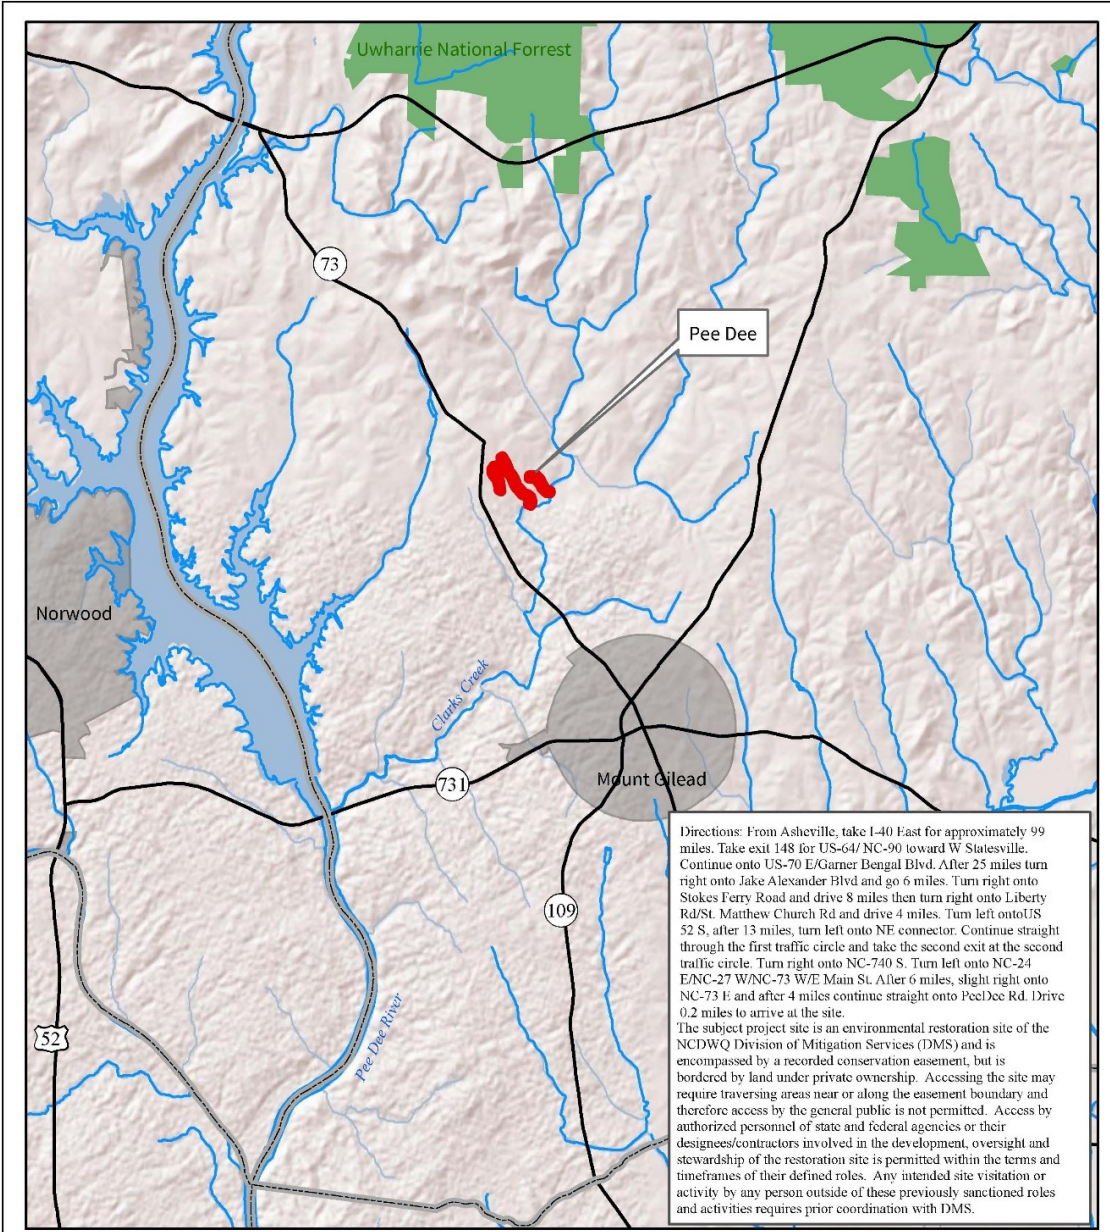 Uwharrie National Forrest
73
Pee Dee
Norwood
Clarks Creek
731
Mount Gilead
109
52
Pee Dee River
Directions: From Asheville, take I-40 East for approximately 99
miles. Take exit 148 for US-64/ NC-90 toward W Statesville.
Continue onto US-70 E/Garner Bengal Blvd. After 25 miles turn
right onto Jake Alexander Blvd and go 6 miles. Turn right onto
Stokes Ferry Road and drive 8 miles then turn right onto Liberty
Rd/St. Matthew Church Rd and drive 4 miles. Turn left ontoUS
52 S, after 13 miles, turn left onto NE connector. Continue straight
through the first traffic circle and take the second exit at the second
traffic circle. Turn right onto NC-740 S. Turn left onto NC-24
E/NC-27 W/NC-73 W/E Main St. After 6 miles, slight right onto
NC-73 E and after 4 miles continue straight onto PeeDee Rd. Drive
0.2 miles to arrive at the site.
The subject project site is an environmental restoration site of the
NCDWQ Division of Mitigation Services (DMS) and is
encompassed by a recorded conservation easement, but is
bordered by land under private ownership. Accessing the site may
require traversing areas near or along the easement boundary and
therefore access by the general public is not permitted. Access by
authorized personnel of state and federal agencies or their
designees/contractors involved in the development, oversight and
stewardship of the restoration site is permitted within the terms and
timeframes of their defined roles. Any intended site visitation or
activity by any person outside of these previously sanctioned roles
and activities requires prior coordination with DMS.